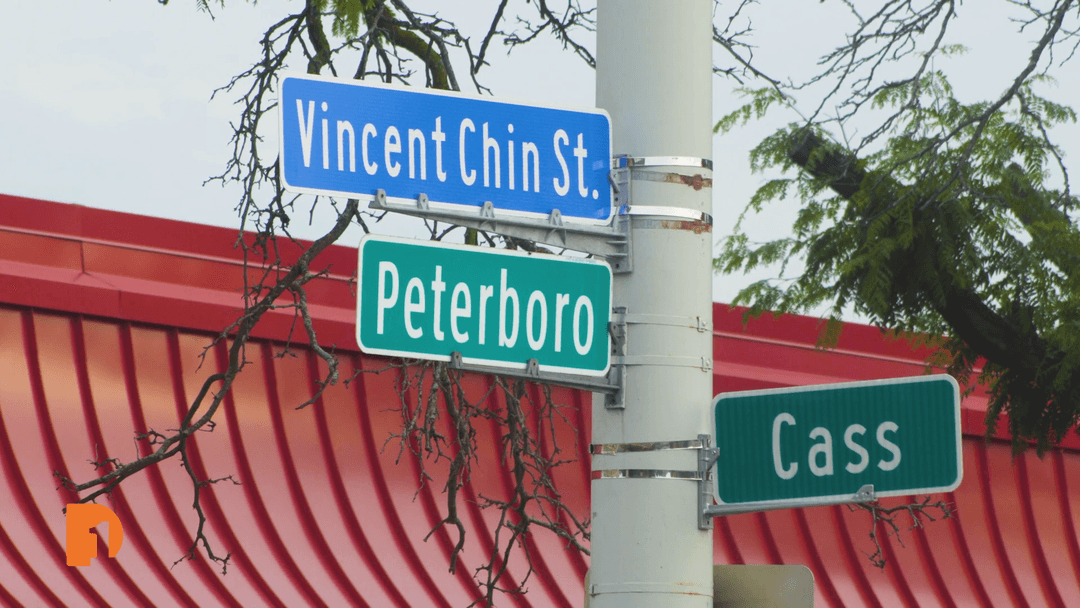 Vincent Chin St.
Peterboro
Cass